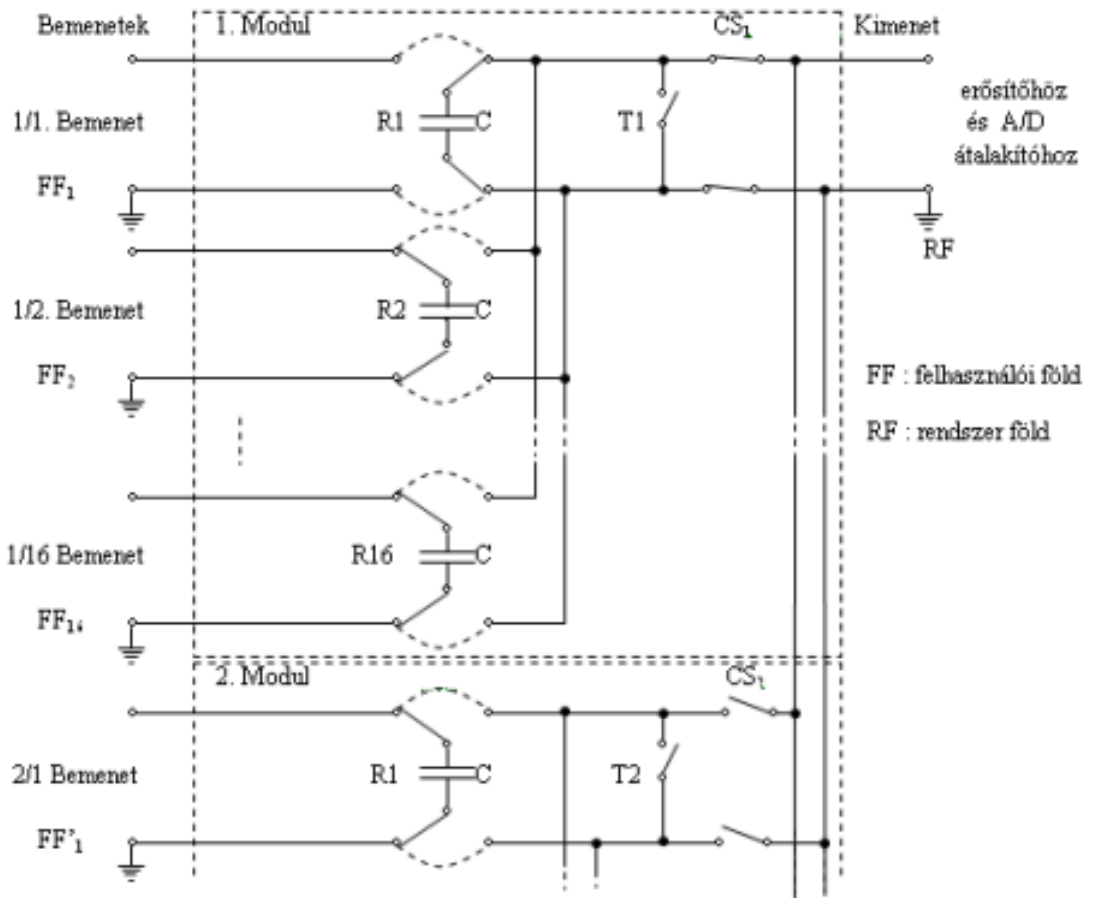 Bemenetek
1. Modul
CS₁
Kimenet
1/1. Bemenet
R1
C
T1
erősítőhöz
és A/D
átalakítóhoz
FF₁
RF
1/2. Bemenet
R2
C
FF₂
FF : felhasználói föld
RF : rendszer föld
1/16 Bemenet
R16
C
2. Modul
2/1 Bemenet
R1
C
T2
FF'₁